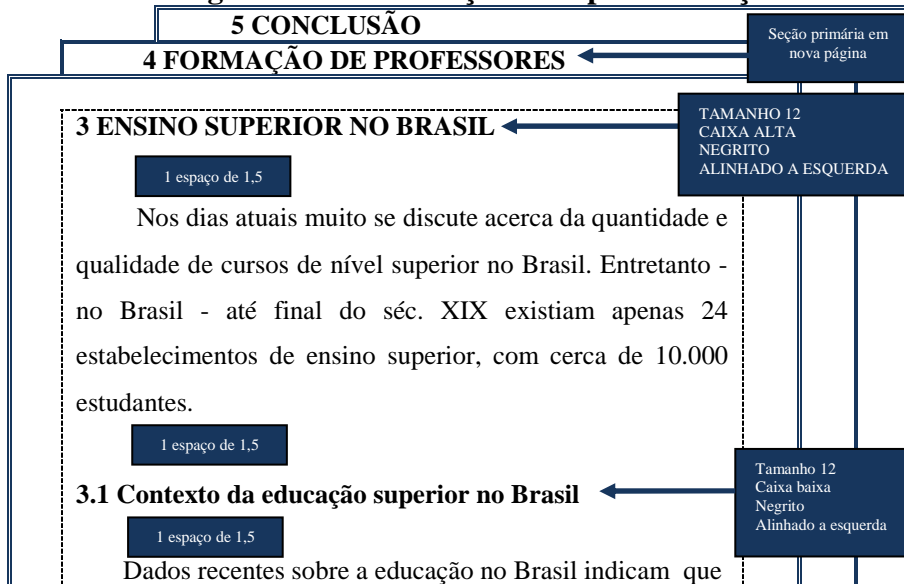 5 CONCLUSÃO
Seção primária em
nova página
4 FORMAÇÃO DE PROFESSORES
3 ENSINO SUPERIOR NO BRASIL
TAMANHO 12
CAIXA ALTA
NEGRITO
ALINHADO A ESQUERDA
1 espaço de 1,5
Nos dias atuais muito se discute acerca da quantidade e
qualidade de cursos de nível superior no Brasil. Entretanto -
no Brasil - até final do séc. XIX existiam apenas 24
estabelecimentos de ensino superior, com cerca de 10.000
estudantes.
1 espaço de 1,5
3.1 Contexto da educação superior no Brasil
Tamanho 12
Caixa baixa
Negrito
Alinhado a esquerda
1 espaço de 1,5
Dados recentes sobre a educação no Brasil indicam que